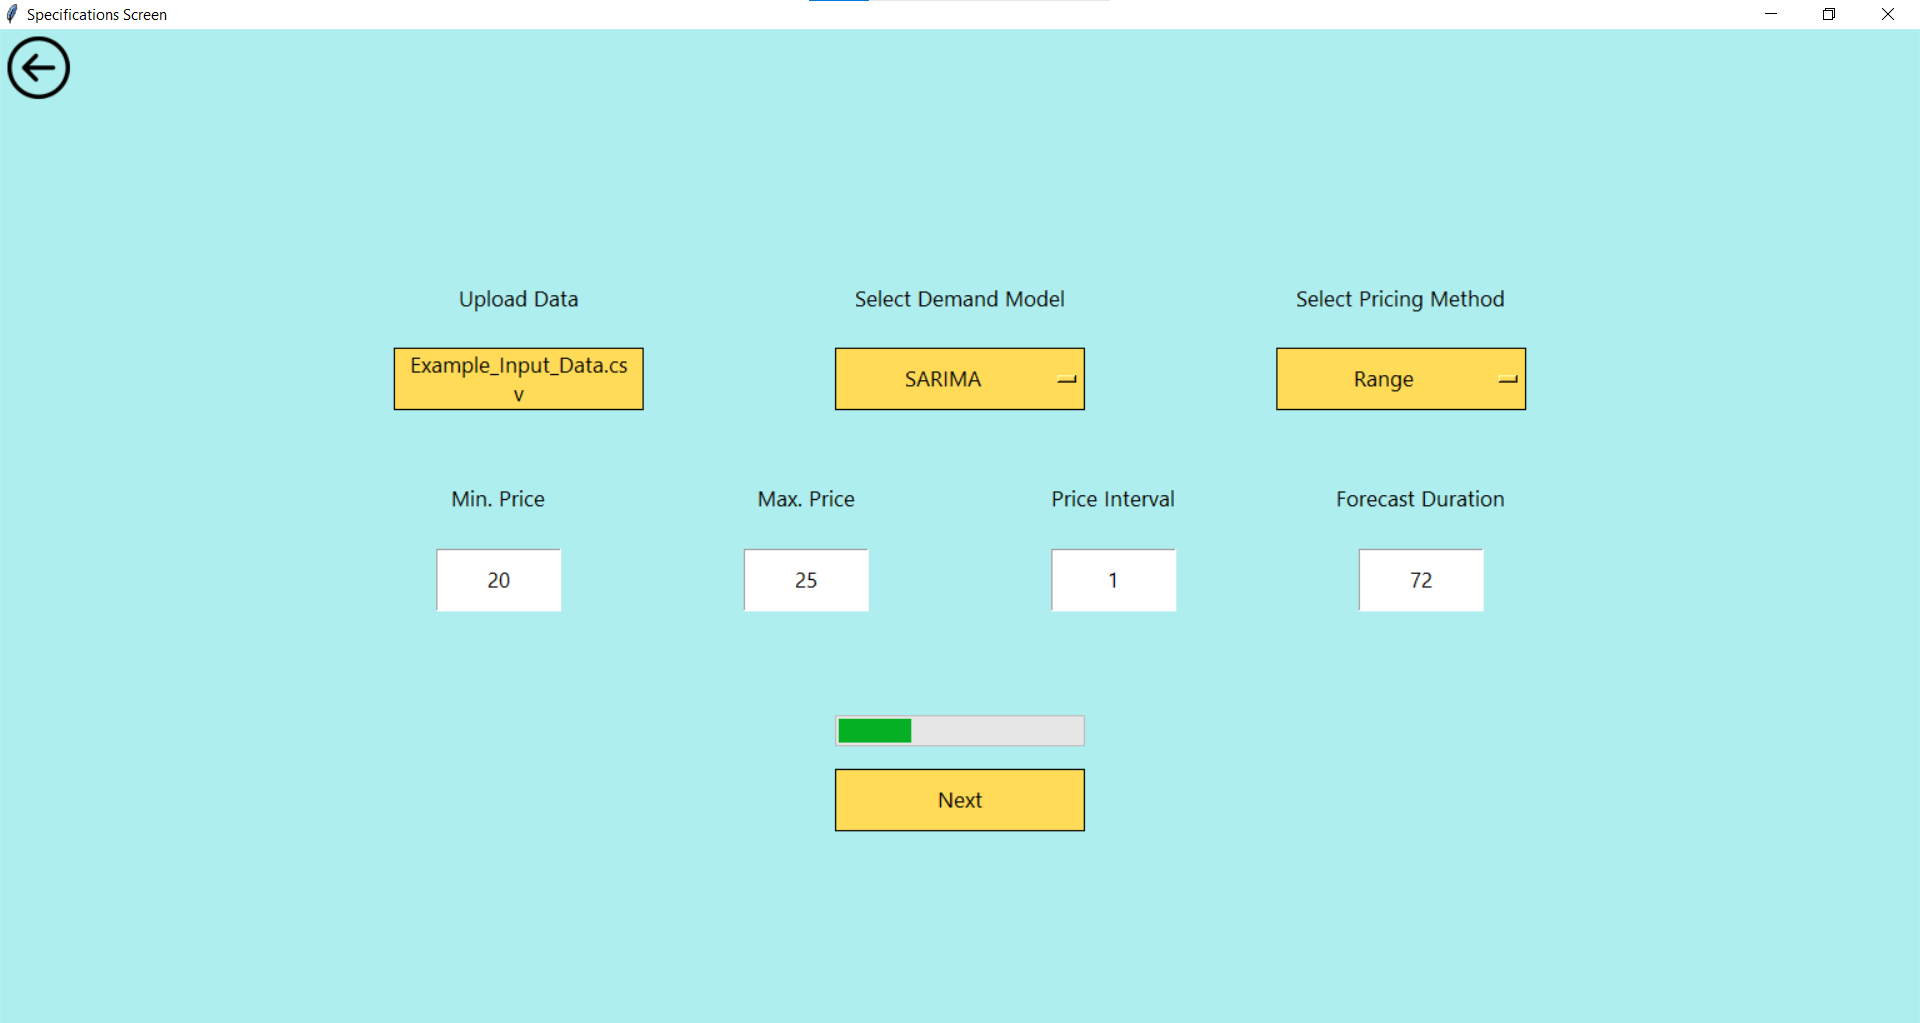 Specifications Screen
Upload Data
Select Demand Model
Select Pricing Method
Example_Input_Data.cs
v
SARIMA
Range
Min. Price
Max. Price
Price Interval
Forecast Duration
20
25
1
72
Next